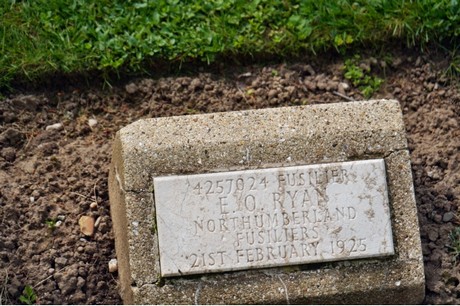 4257024 FUSILIER
E. O. RYAN
NORTHUMBERLAND
FUSILIERS
21ST FEBRUARY 1925